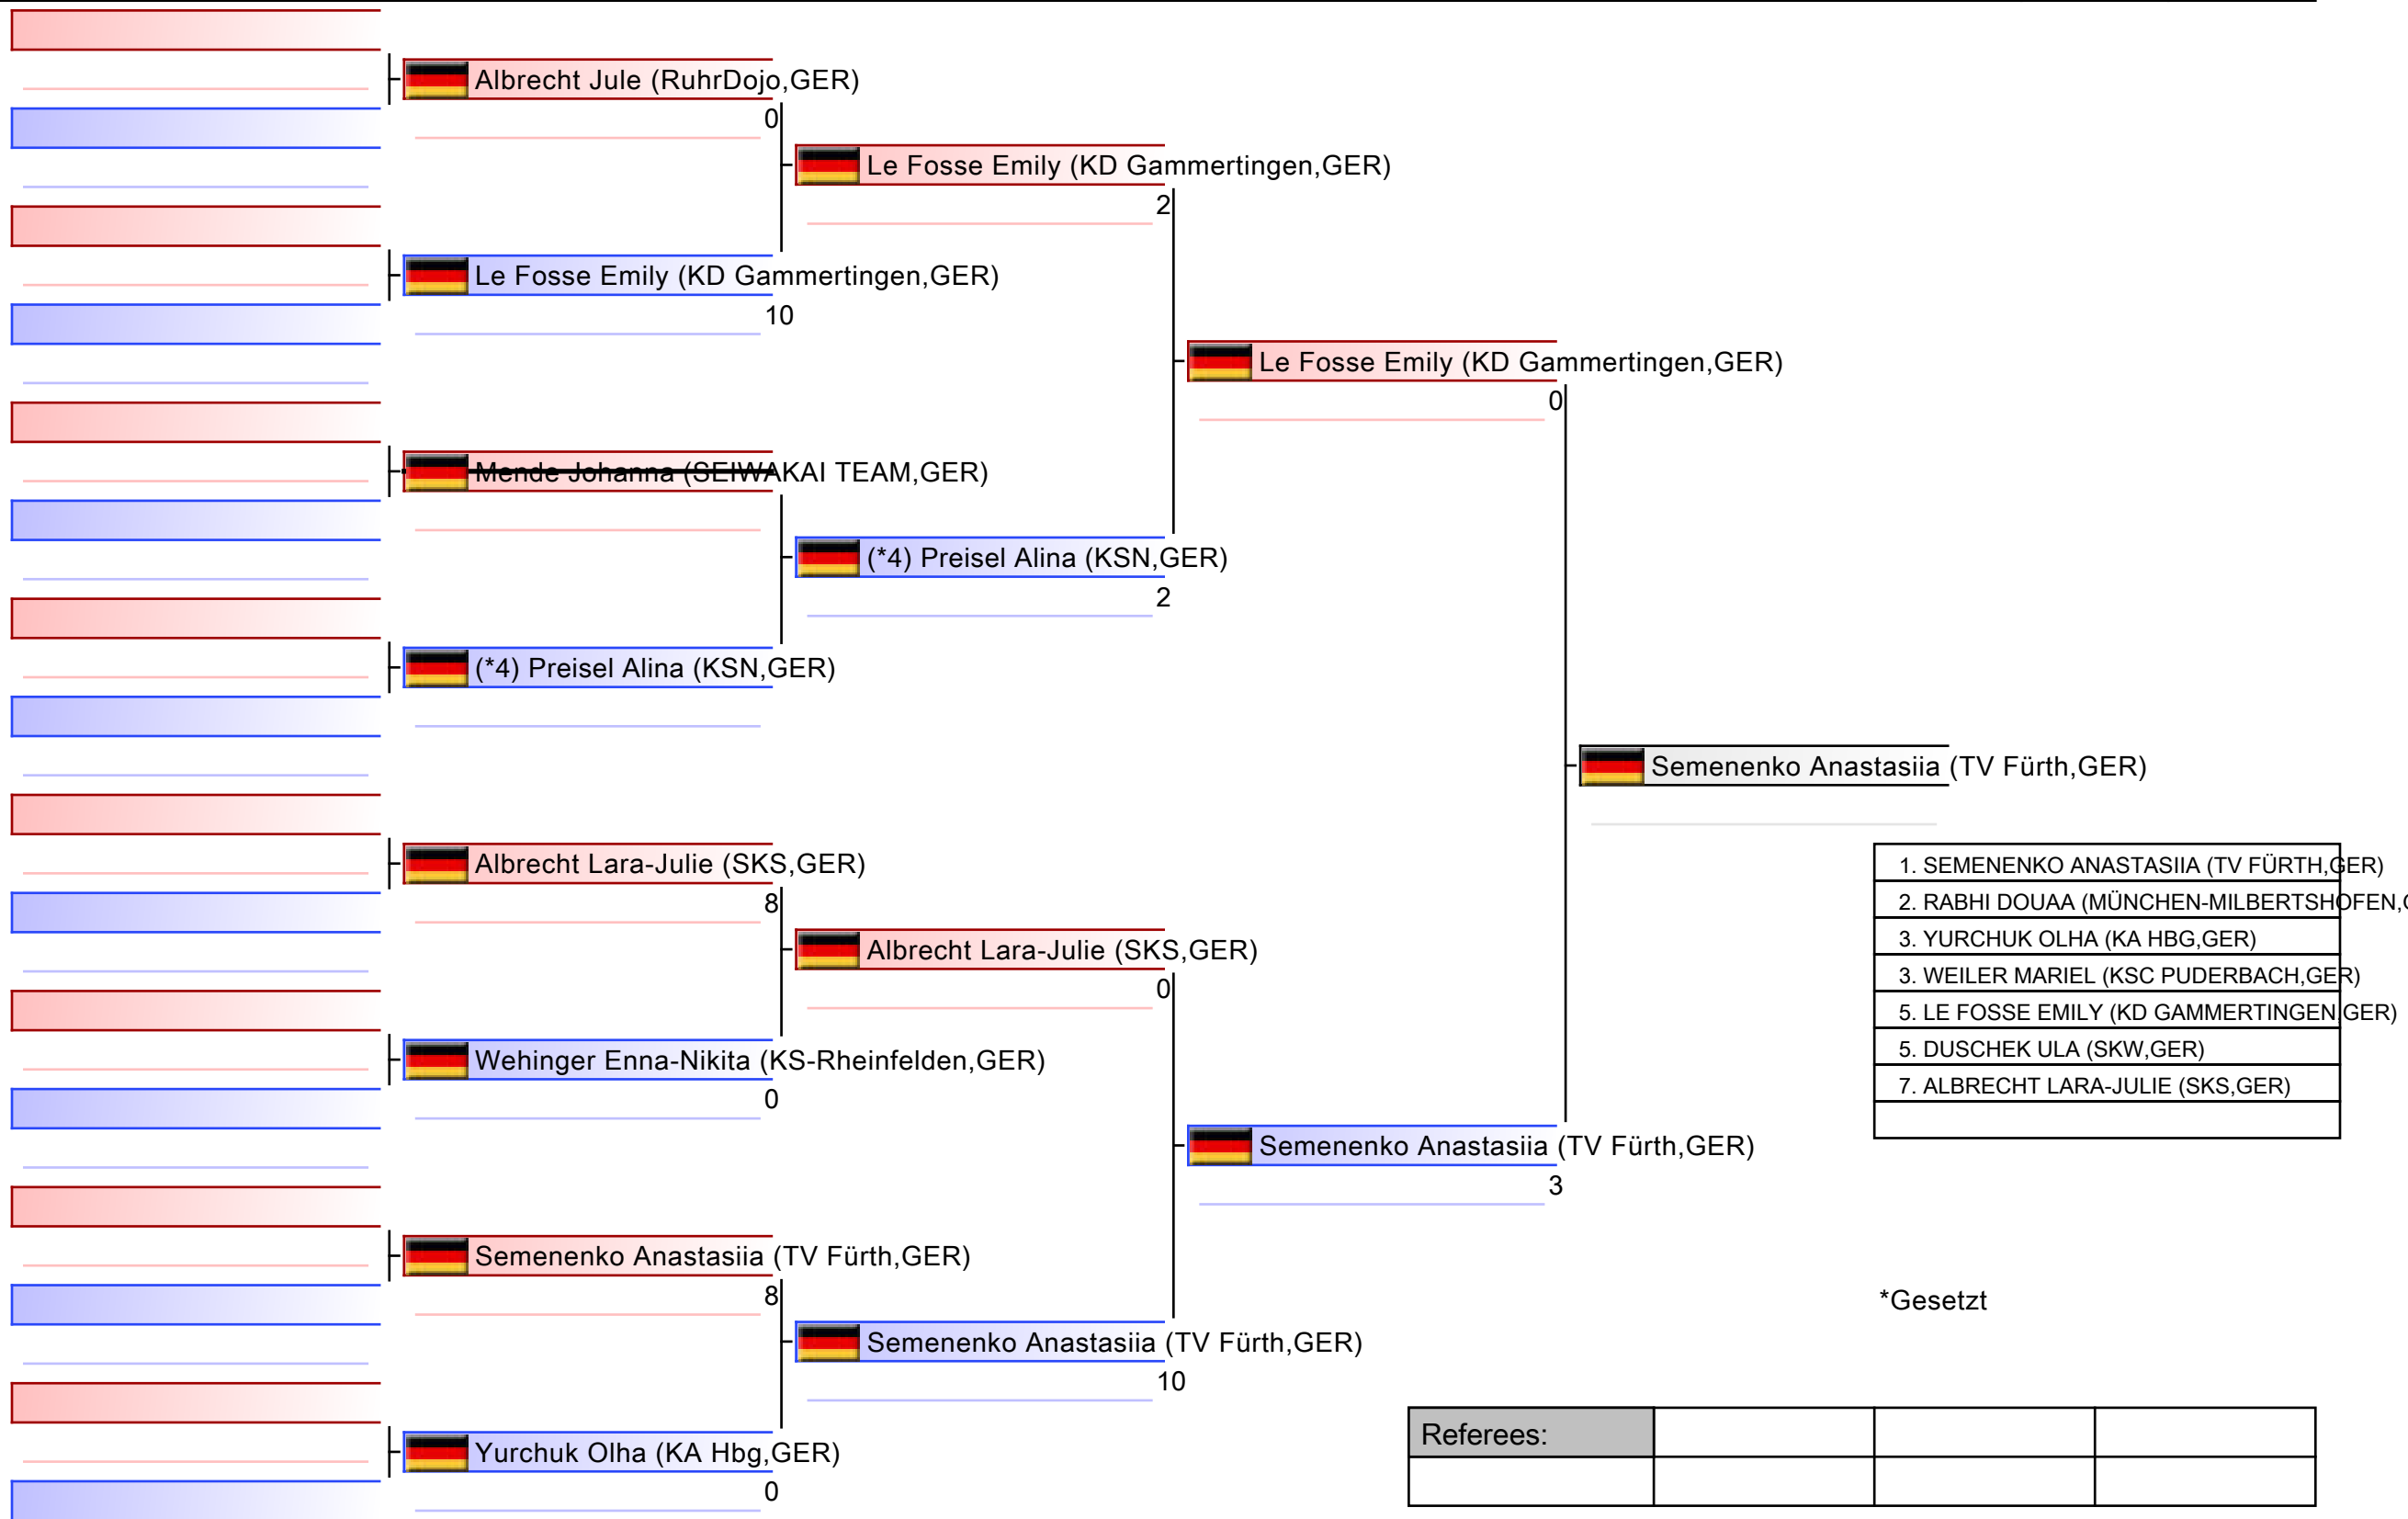 Albrecht Jule (RuhrDojo,GER)
0
Le Fosse Emily (KD Gammertingen,GER)
2
Le Fosse Emily (KD Gammertingen,GER)
10
Le Fosse Emily (KD Gammertingen,GER)
0
Mende Johanna (SEIWAKAI TEAM,GER)
(*4) Preisel Alina (KSN,GER)
2
(*4) Preisel Alina (KSN,GER)
Semenenko Anastasiia (TV Fürth,GER)
Albrecht Lara-Julie (SKS,GER)
8
1. SEMENENKO ANASTASIIA (TV FÜRTH,GER)
2. RABHI DOUAA (MÜNCHEN-MILBERTSHOFEN,
3. YURCHUK OLHA (KA HBG,GER)
3. WEILER MARIEL (KSC PUDERBACH,GER)
5. LE FOSSE EMILY (KD GAMMERTINGEN,GER)
5. DUSCHEK ULA (SKW,GER)
7. ALBRECHT LARA-JULIE (SKS,GER)
Albrecht Lara-Julie (SKS,GER)
0
Wehinger Enna-Nikita (KS-Rheinfelden,GER)
0
Semenenko Anastasiia (TV Fürth,GER)
3
Semenenko Anastasiia (TV Fürth,GER)
8
*Gesetzt
Semenenko Anastasiia (TV Fürth,GER)
10
Yurchuk Olha (KA Hbg,GER)
0
Referees: